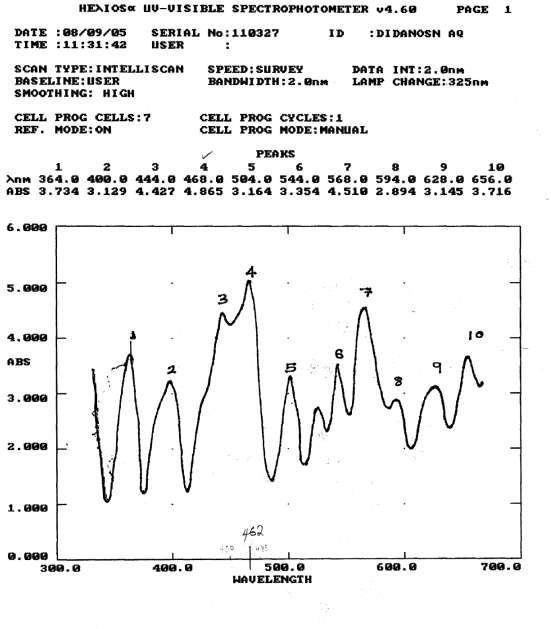 HEλIOSα UV-VISIBLE SPECTROPHOTOMETER v4.60 PAGE 1
DATE :08/09/05 SERIAL No:110327 ID :DIDANOSN AQ
TIME :11:31:42 USER :
SCAN TYPE:INTELLISCAN SPEED:SURVEY DATA INT:2.0nm
BASELINE:USER BANDWIDTH:2.0nm LAMP CHANGE:325nm
SMOOTHING: HIGH
CELL PROG CELLS:7 CELL PROG CYCLES:1
REF. MODE:ON CELL PROG MODE:MANUAL
PEAKS
1 2 3 4 5 6 7 8 9 10
λnm 364.0 400.0 444.0 468.0 504.0 544.0 568.0 594.0 628.0 656.0
ABS 3.734 3.129 4.427 4.865 3.164 3.354 4.510 2.894 3.145 3.716
6.000
5.000
4.000
ABS
3.000
2.000
1.000
0.000
1 2 3 4 5 6 7 8 9 10
462
300.0 400.0 500.0 600.0 700.0
WAVELENGTH